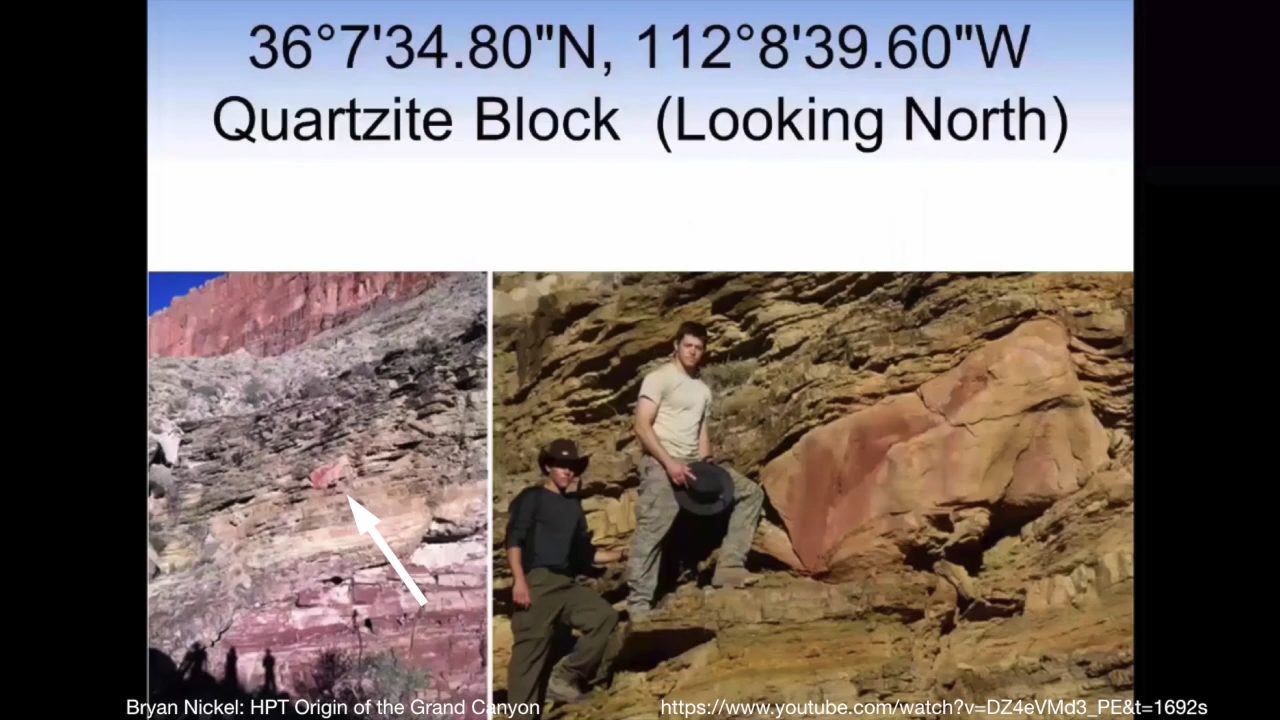 36°7'34.80"N, 112°8'39.60"W
Quartzite Block (Looking North)
Bryan Nickel: HPT Origin of the Grand Canyon
https://www.youtube.com/watch?v=DZ4eVMd3_PE&t=1692s